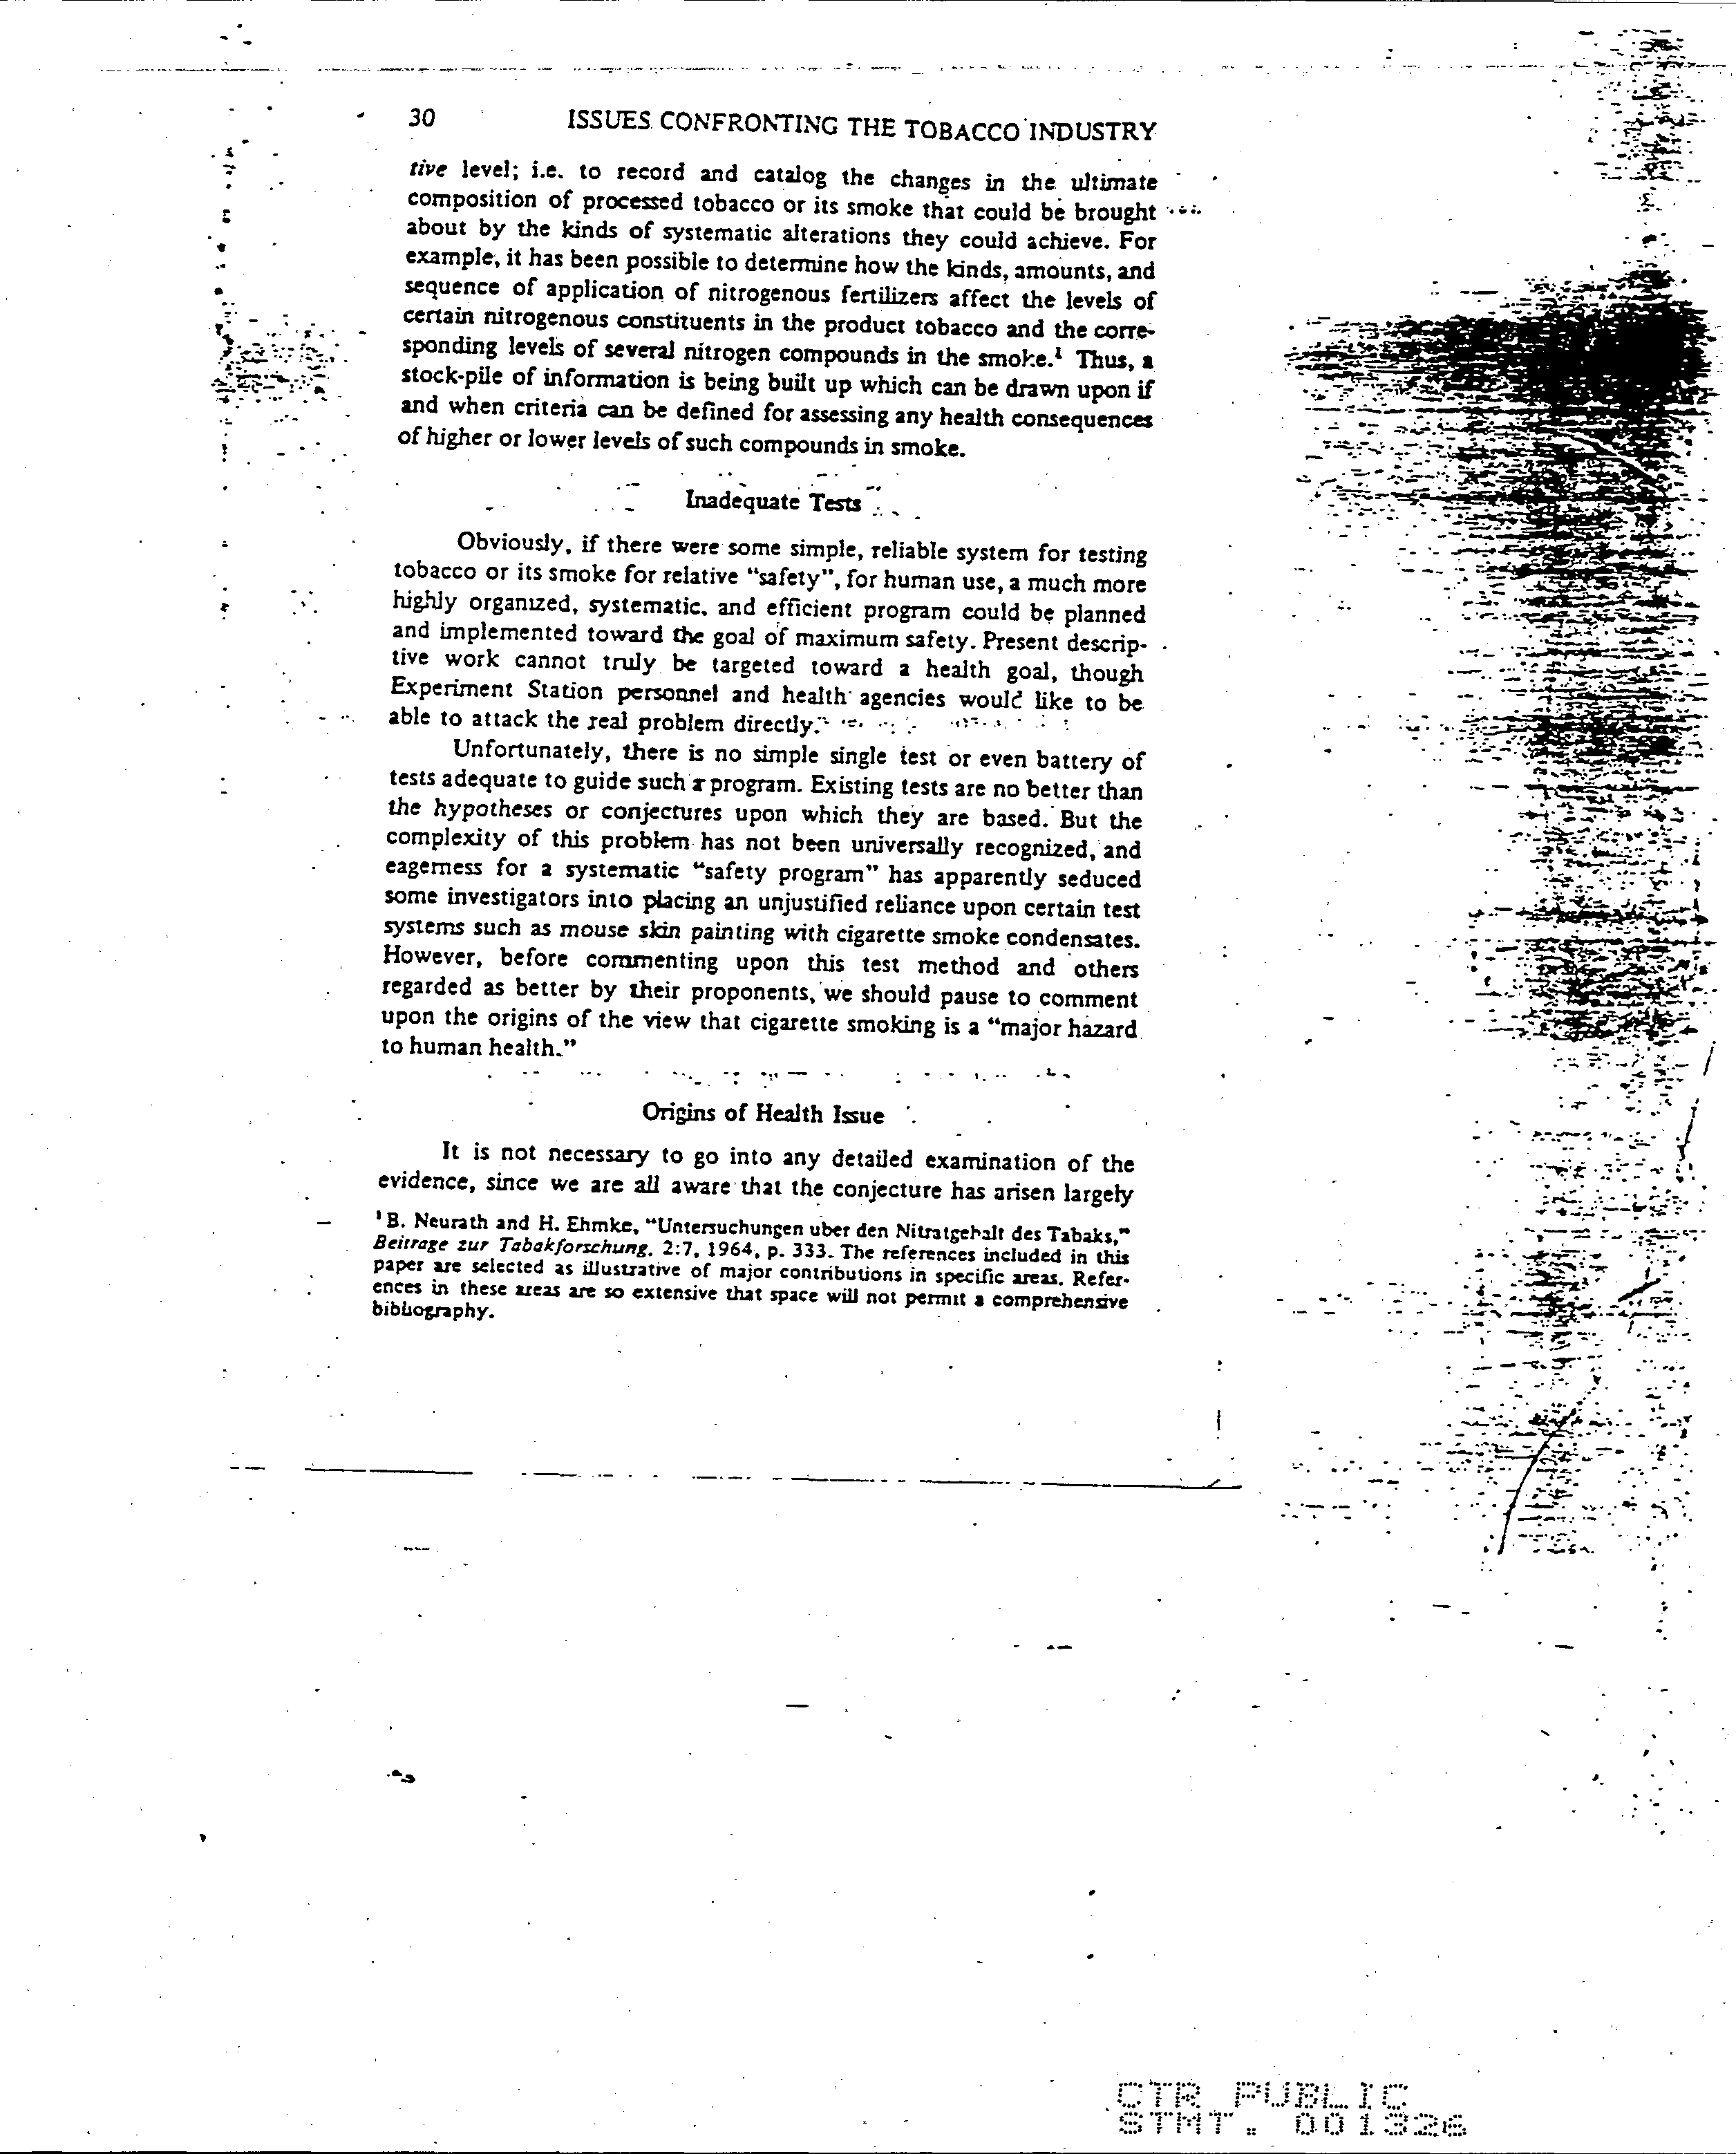 30 ISSUES CONFRONTING THE TOBACCO INDUSTRY
tive level; i.e. to record and catalog the changes in the ultimate
composition of processed tobacco or its smoke that could be brought
about by the kinds of systematic alterations they could achieve. For
example, it has been possible to determine how the kinds, amounts, and
sequence of application of nitrogenous fertilizers affect the levels of
certain nitrogenous constituents in the product tobacco and the corre-
sponding levels of several nitrogen compounds in the smoke.¹ Thus, a
stock-pile of information is being built up which can be drawn upon if
and when criteria can be defined for assessing any health consequences
of higher or lower levels of such compounds in smoke.
Inadequate Tests
Obviously, if there were some simple, reliable system for testing
tobacco or its smoke for relative “safety”, for human use, a much more
highly organized, systematic, and efficient program could be planned
and implemented toward the goal of maximum safety. Present descrip-
tive work cannot truly be targeted toward a health goal, though
Experiment Station personnel and health agencies would like to be
able to attack the real problem directly.
Unfortunately, there is no simple single test or even battery of
tests adequate to guide such a program. Existing tests are no better than
the hypotheses or conjectures upon which they are based. But the
complexity of this problem has not been universally recognized, and
eagerness for a systematic “safety program” has apparently seduced
some investigators into placing an unjustified reliance upon certain test
systems such as mouse skin painting with cigarette smoke condensates.
However, before commenting upon this test method and others
regarded as better by their proponents, we should pause to comment
upon the origins of the view that cigarette smoking is a “major hazard
to human health.”
Origins of Health Issue
It is not necessary to go into any detailed examination of the
evidence, since we are all aware that the conjecture has arisen largely
¹ B. Neurath and H. Ehmke, “Untersuchungen uber den Nitratgehalt des Tabaks,”
Beitrage zur Tabakforschung. 2:7, 1964, p. 333. The references included in this
paper are selected as illustrative of major contributions in specific areas. Refer-
ences in these areas are so extensive that space will not permit a comprehensive
bibliography.
CTR PUBLIC
STMT. 001326